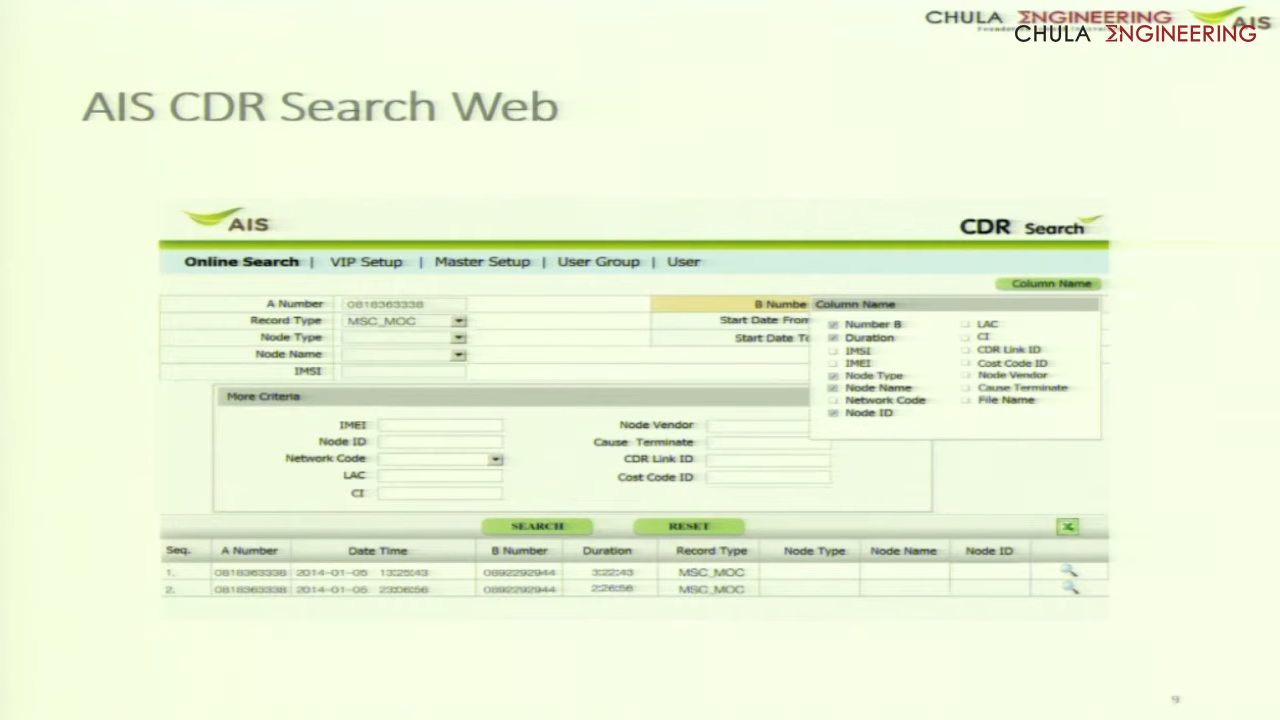 CHULA ΣNGINEERING AIS
CHULA ΣNGINEERING
AIS CDR Search Web
AIS
CDR Search
Online Search | VIP Setup | Master Setup | User Group | User
Column Name
A Number 0818363338 B Numbe
Column Name
Record Type MSC_MOC Start Date From
Node Type Start Date To
Node Name
IMSI
Number B LAC
Duration CI
IMSI CDR Link ID
IMEI Cost Code ID
Node Type Node Vendor
Node Name Cause Terminate
Network Code File Name
Node ID
More Criteria
IMEI Node Vendor
Node ID Cause Terminate
Network Code CDR Link ID
LAC Cost Code ID
CI
SEARCH RESET
Seq. A Number Date Time B Number Duration Record Type Node Type Node Name Node ID
1. 0818363338 2014-01-05 13:25:43 0892292944 3:22:43 MSC_MOC
2. 0818363338 2014-01-05 23:06:56 0892292944 2:26:56 MSC_MOC
9